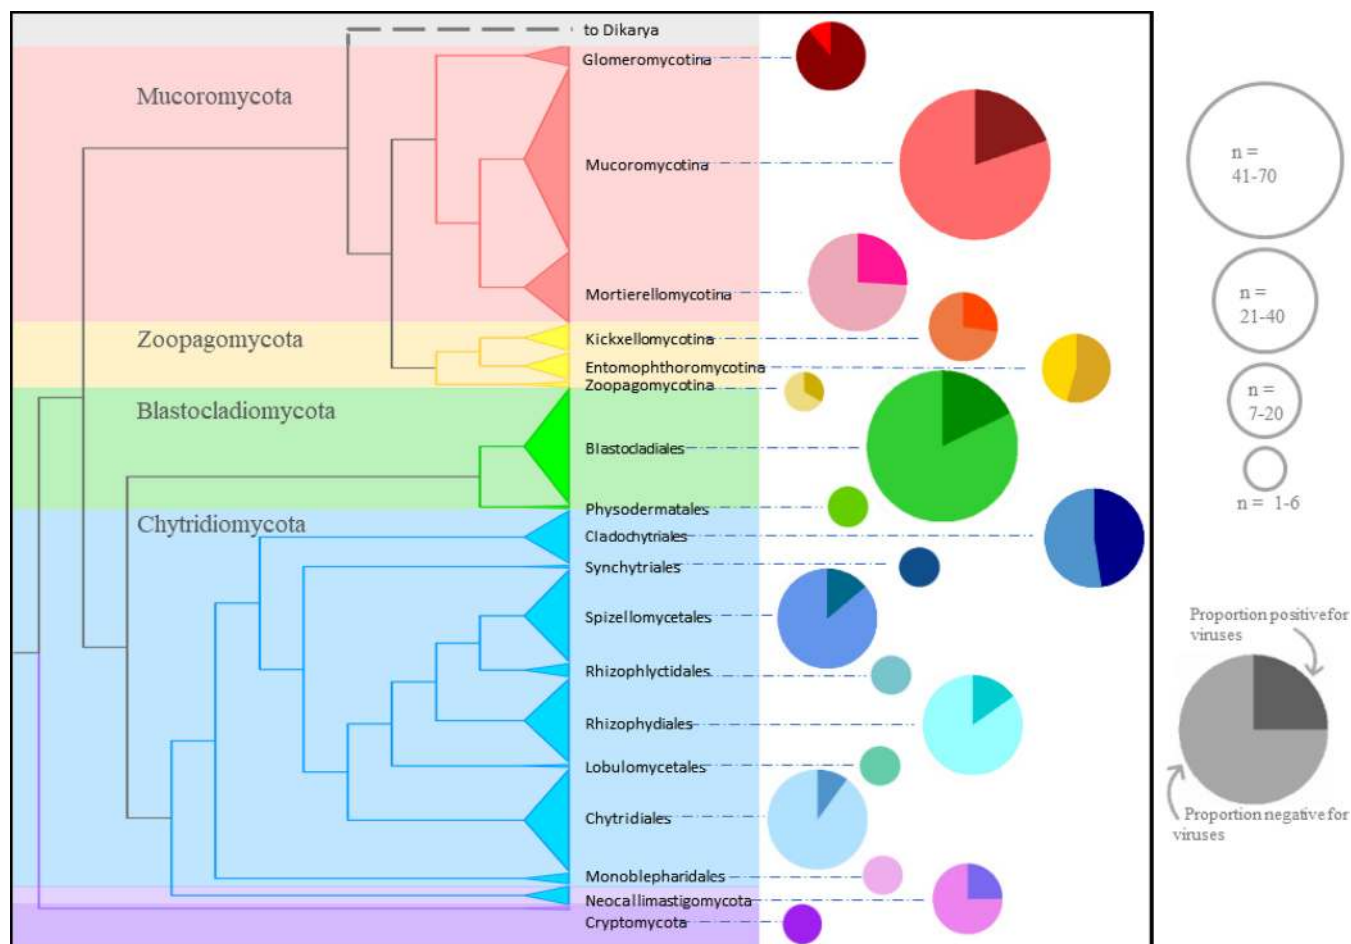 to Dikarya
Glomeromycotina
Mucoromycota
Mucoromycotina
Mortierellomycotina
Zoopagomycota
Kickxellomycotina
Entomophthoromycotina
Zoopagomycotina
Blastocladiomycota
Blastocladiales
Physodermatales
Chytridiomycota
Cladochytriales
Synchytriales
Spizellomycetales
Rhizophlyctidales
Rhizophydiales
Lobulomycetales
Chytridiales
Monoblepharidales
Neocallimastigomycota
Cryptomycota
n =
41-70
n =
21-40
n =
7-20
n = 1-6
Proportion positive for
viruses
Proportion negative for
viruses